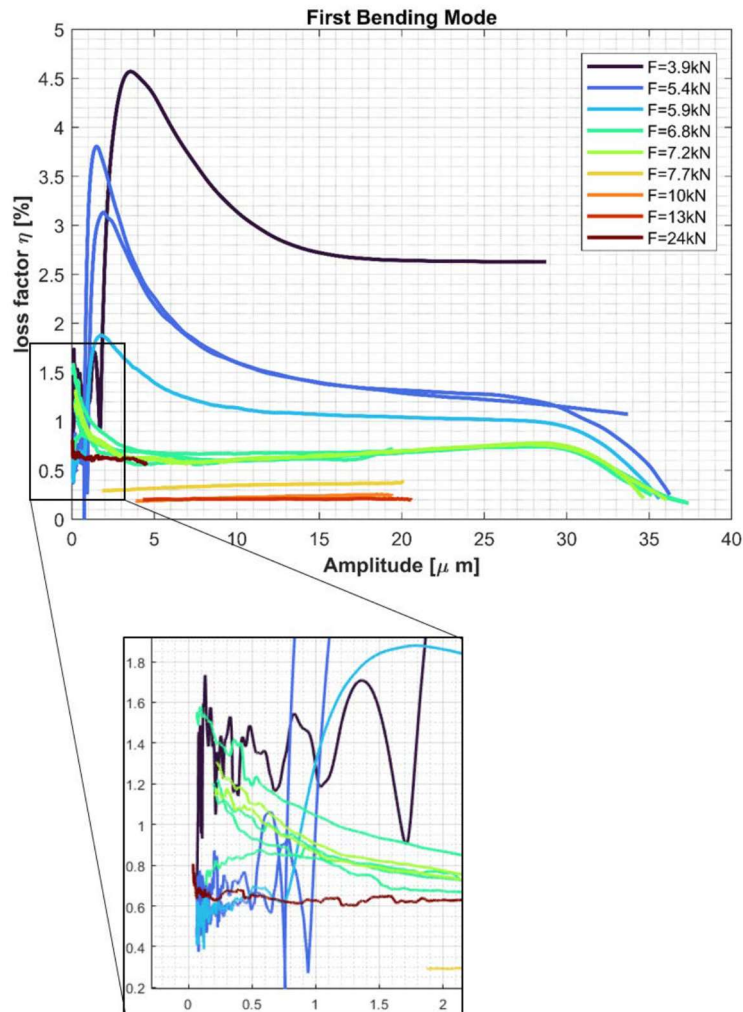 First Bending Mode
loss factor η [%]
5
4.5
4
3.5
3
2.5
2
1.5
1
0.5
0
F=3.9kN
F=5.4kN
F=5.9kN
F=6.8kN
F=7.2kN
F=7.7kN
F=10kN
F=13kN
F=24kN
0 5 10 15 20 25 30 35 40
Amplitude [μ m]
1.8
1.6
1.4
1.2
1
0.8
0.6
0.4
0.2
0 0.5 1 1.5 2